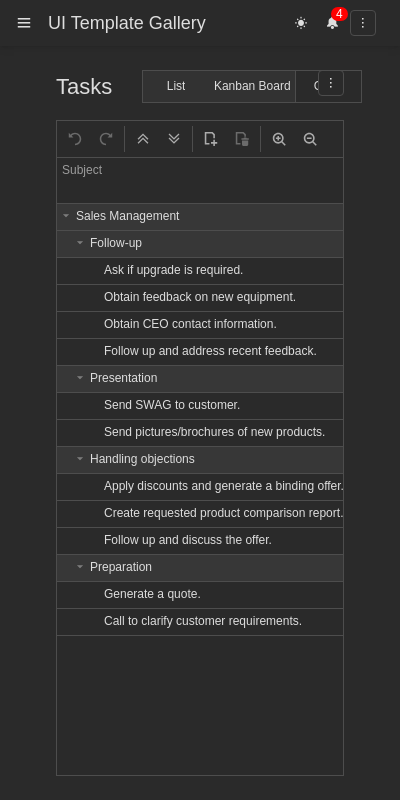 UI Template Gallery
4
Tasks
List
Kanban Board
Subject
Sales Management
Follow-up
Ask if upgrade is required.
Obtain feedback on new equipment.
Obtain CEO contact information.
Follow up and address recent feedback.
Presentation
Send SWAG to customer.
Send pictures/brochures of new products.
Handling objections
Apply discounts and generate a binding offer.
Create requested product comparison report.
Follow up and discuss the offer.
Preparation
Generate a quote.
Call to clarify customer requirements.